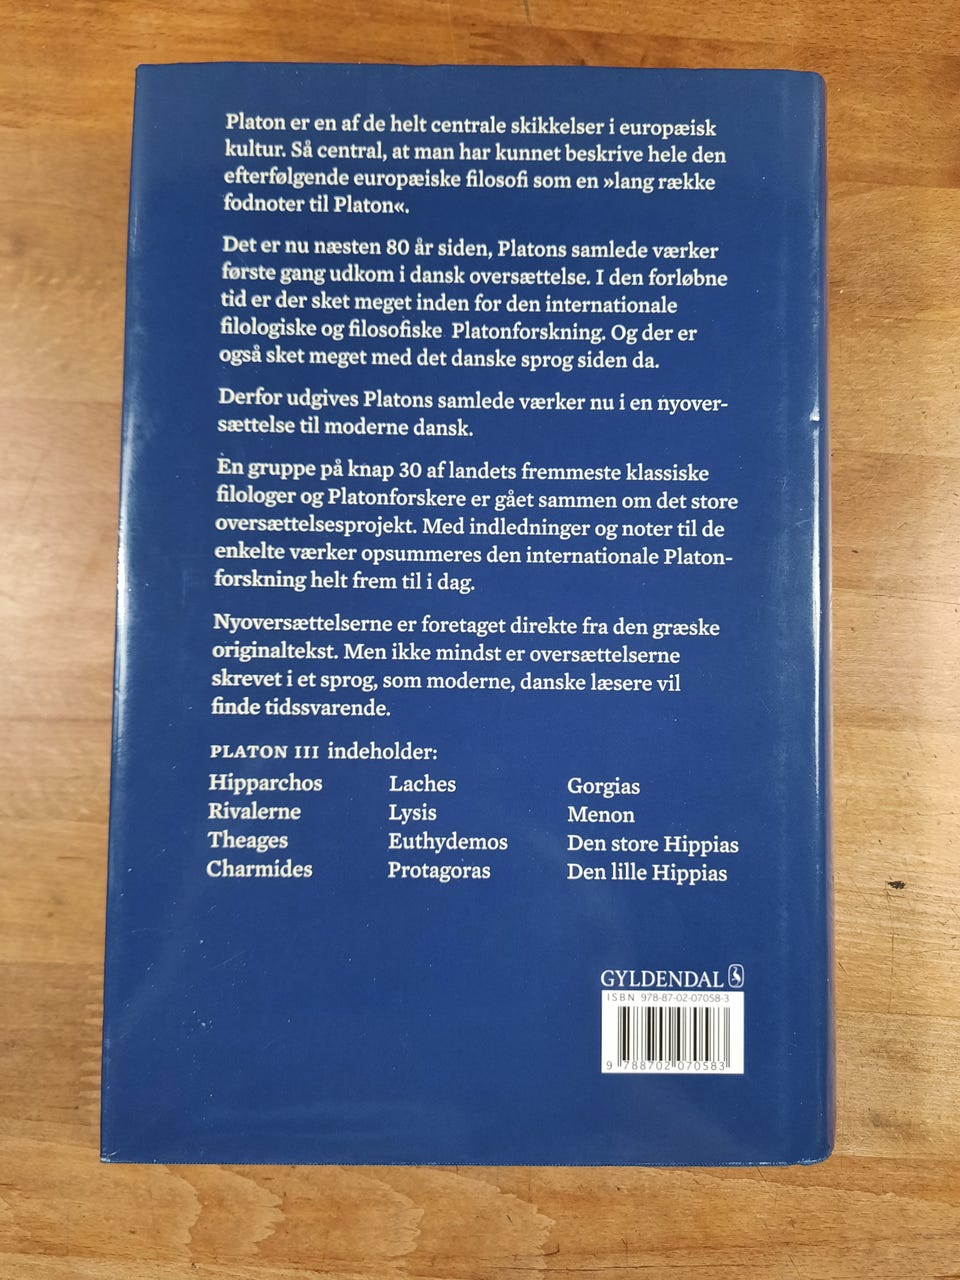 Platon er en af de helt centrale skikkelser i europæisk
kultur. Så central, at man har kunnet beskrive hele den
efterfølgende europæiske filosofi som en »lang række
fodnoter til Platon«.
Det er nu næsten 80 år siden, Platons samlede værker
første gang udkom i dansk oversættelse. I den forløbne
tid er der sket meget inden for den internationale
filologiske og filosofiske Platonforskning. Og der er
også sket meget med det danske sprog siden da.
Derfor udgives Platons samlede værker nu i en nyover-
sættelse til moderne dansk.
En gruppe på knap 30 af landets fremmeste klassiske
filologer og Platonforskere er gået sammen om det store
oversættelsesprojekt. Med indledninger og noter til de
enkelte værker opsummeres den internationale Platon-
forskning helt frem til i dag.
Nyoversættelserne er foretaget direkte fra den græske
originaltekst. Men ikke mindst er oversættelserne
skrevet i et sprog, som moderne, danske læsere vil
finde tidssvarende.
PLATON III indeholder:
Hipparchos
Rivalerne
Theages
Charmides
Laches
Lysis
Euthydemos
Protagoras
Gorgias
Menon
Den store Hippias
Den lille Hippias
GYLDENDAL
ISBN 978-87-02-07058-3
9 788702 070583